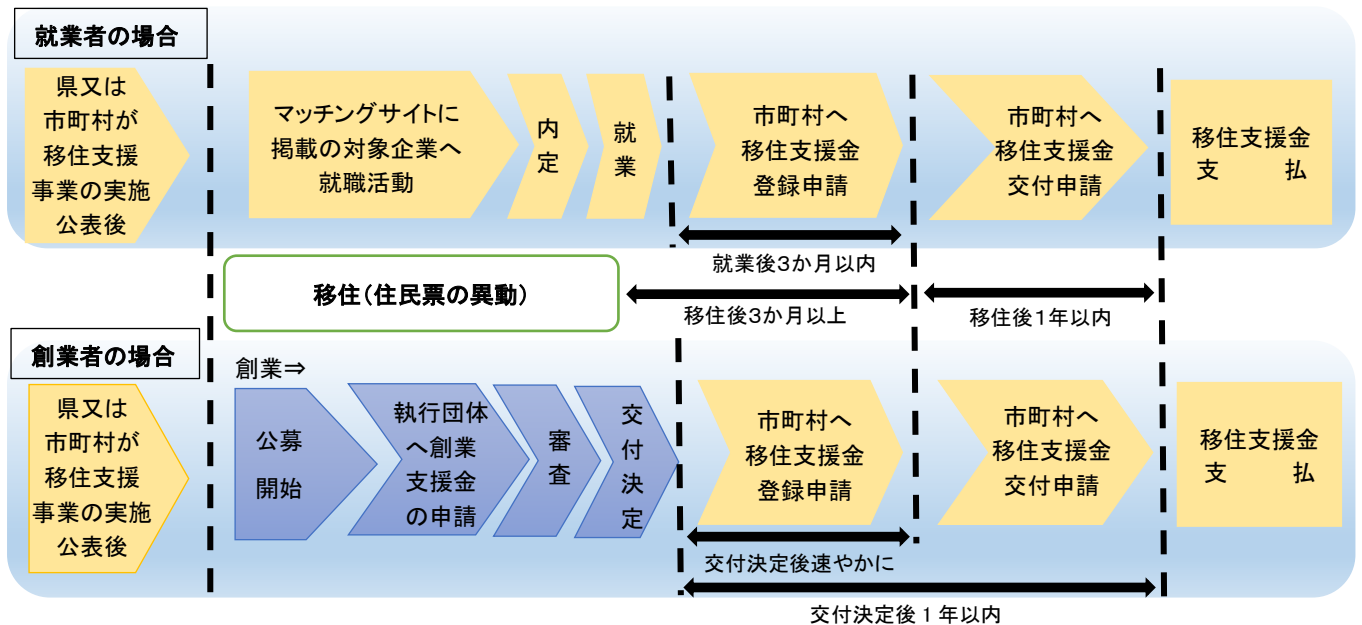 就業者の場合
県又は
市町村が
移住支援
事業の実施
公表後
マッチングサイトに
掲載の対象企業へ
就職活動
内定
就業
市町村へ
移住支援金
登録申請
市町村へ
移住支援金
交付申請
移住支援金
支　　払
就業後3か月以内
移住(住民票の異動)
移住後3か月以上
移住後1年以内
創業者の場合
県又は
市町村が
移住支援
事業の実施
公表後
創業⇒
公募
開始
執行団体
へ創業
支援金
の申請
審査
交付決定
市町村へ
移住支援金
登録申請
市町村へ
移住支援金
交付申請
移住支援金
支　　払
交付決定後速やかに
交付決定後1年以内